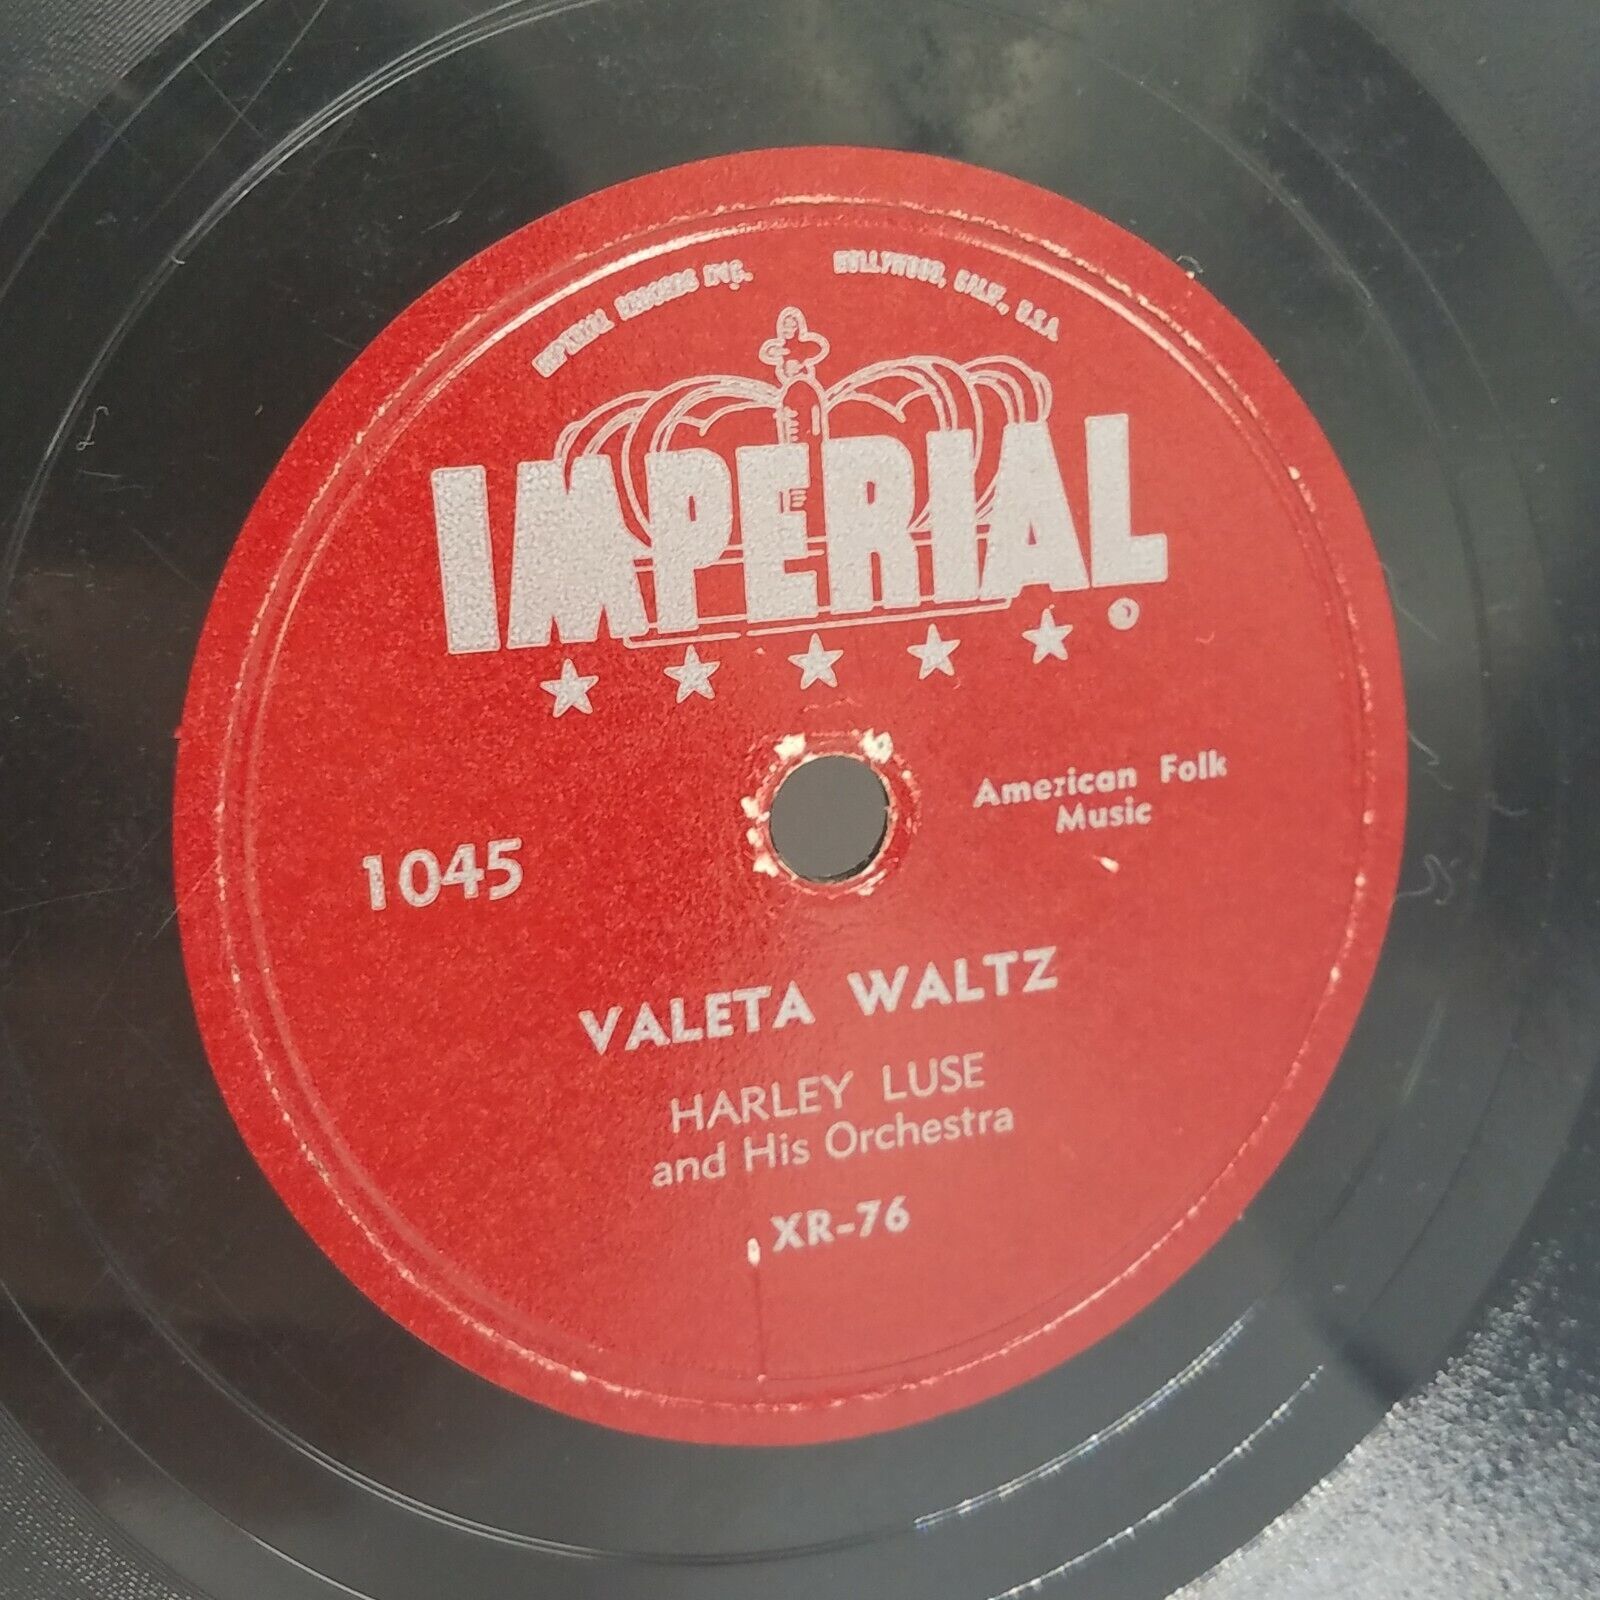 IMPERIAL RECORDS INC. HOLLYWOOD, CALIF., U.S.A.
IMPERIAL
American Folk
Music
1045
VALETA WALTZ
HARLEY LUSE
and His Orchestra
XR-76